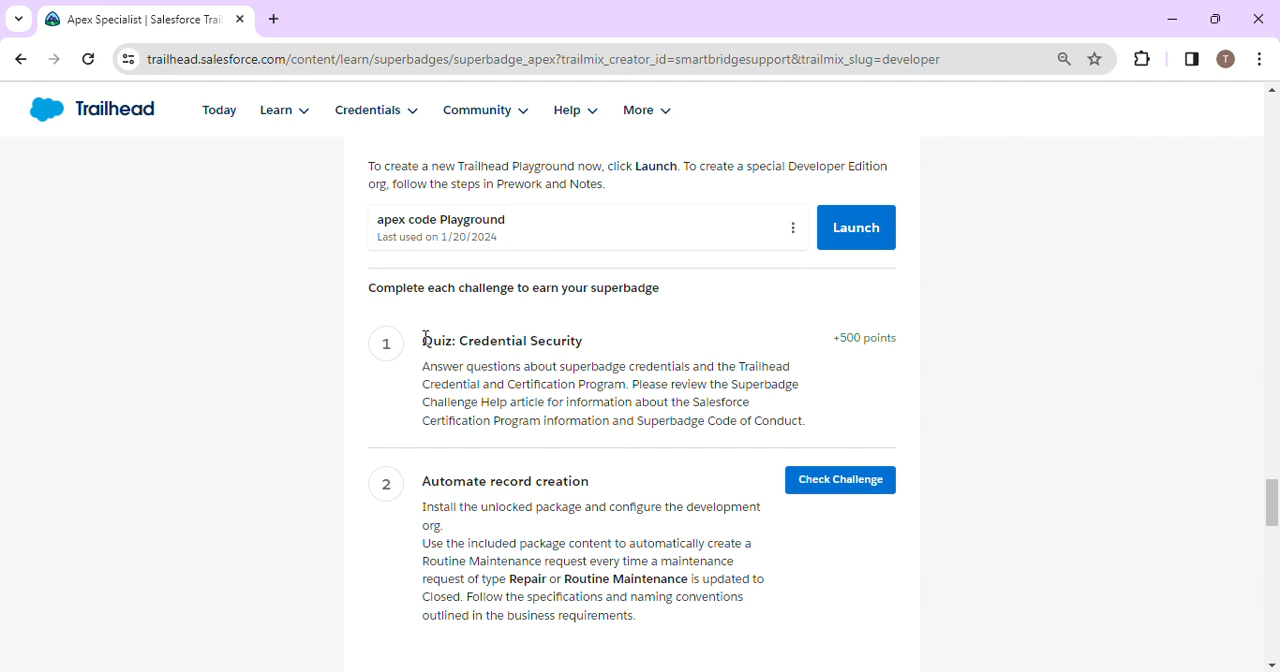 Apex Specialist | Salesforce Trai
trailhead.salesforce.com/content/learn/superbadges/superbadge_apex?trailmix_creator_id=smartbridgesupport&trailmix_slug=developer
T
Trailhead
Today Learn Credentials Community Help More
To create a new Trailhead Playground now, click Launch. To create a special Developer Edition
org, follow the steps in Prework and Notes.
apex code Playground
Last used on 1/20/2024
Launch
Complete each challenge to earn your superbadge
1
Quiz: Credential Security
+500 points
Answer questions about superbadge credentials and the Trailhead
Credential and Certification Program. Please review the Superbadge
Challenge Help article for information about the Salesforce
Certification Program information and Superbadge Code of Conduct.
2
Automate record creation
Check Challenge
Install the unlocked package and configure the development
org.
Use the included package content to automatically create a
Routine Maintenance request every time a maintenance
request of type Repair or Routine Maintenance is updated to
Closed. Follow the specifications and naming conventions
outlined in the business requirements.